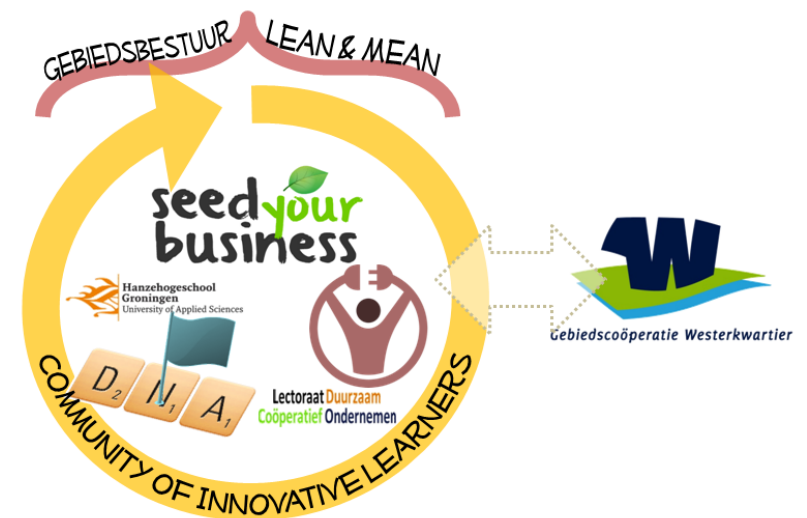 GEBIEDSBESTUUR LEAN & MEAN
seed your
business
Hanzehogeschool
Groningen
University of Applied Sciences
D2 N1 A1
Lectoraat Duurzaam
Coöperatief Ondernemen
COMMUNITY OF INNOVATIVE LEARNERS
W
Gebiedscoöperatie Westerkwartier